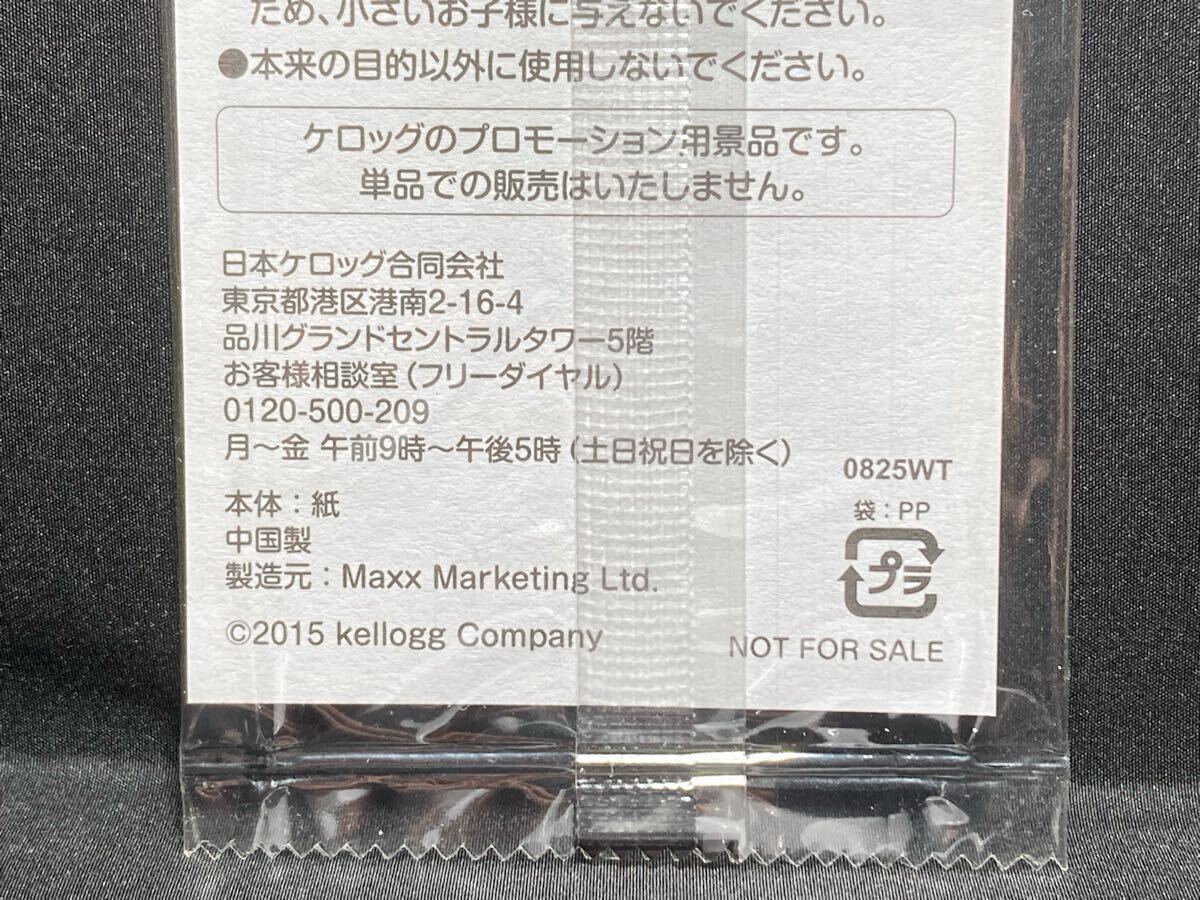 ため、小さいお子様に与えないでください。
●本来の目的以外に使用しないでください。
ケロッグのプロモーション用景品です。
単品での販売はいたしません。
日本ケロッグ合同会社
東京都港区港南2-16-4
品川グランドセントラルタワー5階
お客様相談室(フリーダイヤル)
0120-500-209
月〜金 午前9時〜午後5時(土日祝日を除く)
0825WT
本体：紙
袋：PP
中国製
プラ
製造元：Maxx Marketing Ltd.
©2015 kellogg Company
NOT FOR SALE